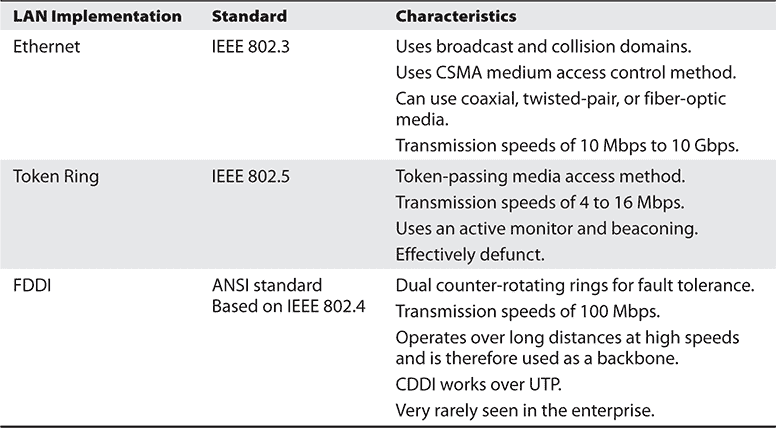 LAN Implementation Standard Characteristics
Ethernet IEEE 802.3 Uses broadcast and collision domains.
Uses CSMA medium access control method.
Can use coaxial, twisted-pair, or fiber-optic
media.
Transmission speeds of 10 Mbps to 10 Gbps.
Token Ring IEEE 802.5 Token-passing media access method.
Transmission speeds of 4 to 16 Mbps.
Uses an active monitor and beaconing.
Effectively defunct.
FDDI ANSI standard Dual counter-rotating rings for fault tolerance.
Based on IEEE 802.4 Transmission speeds of 100 Mbps.
Operates over long distances at high speeds
and is therefore used as a backbone.
CDDI works over UTP.
Very rarely seen in the enterprise.